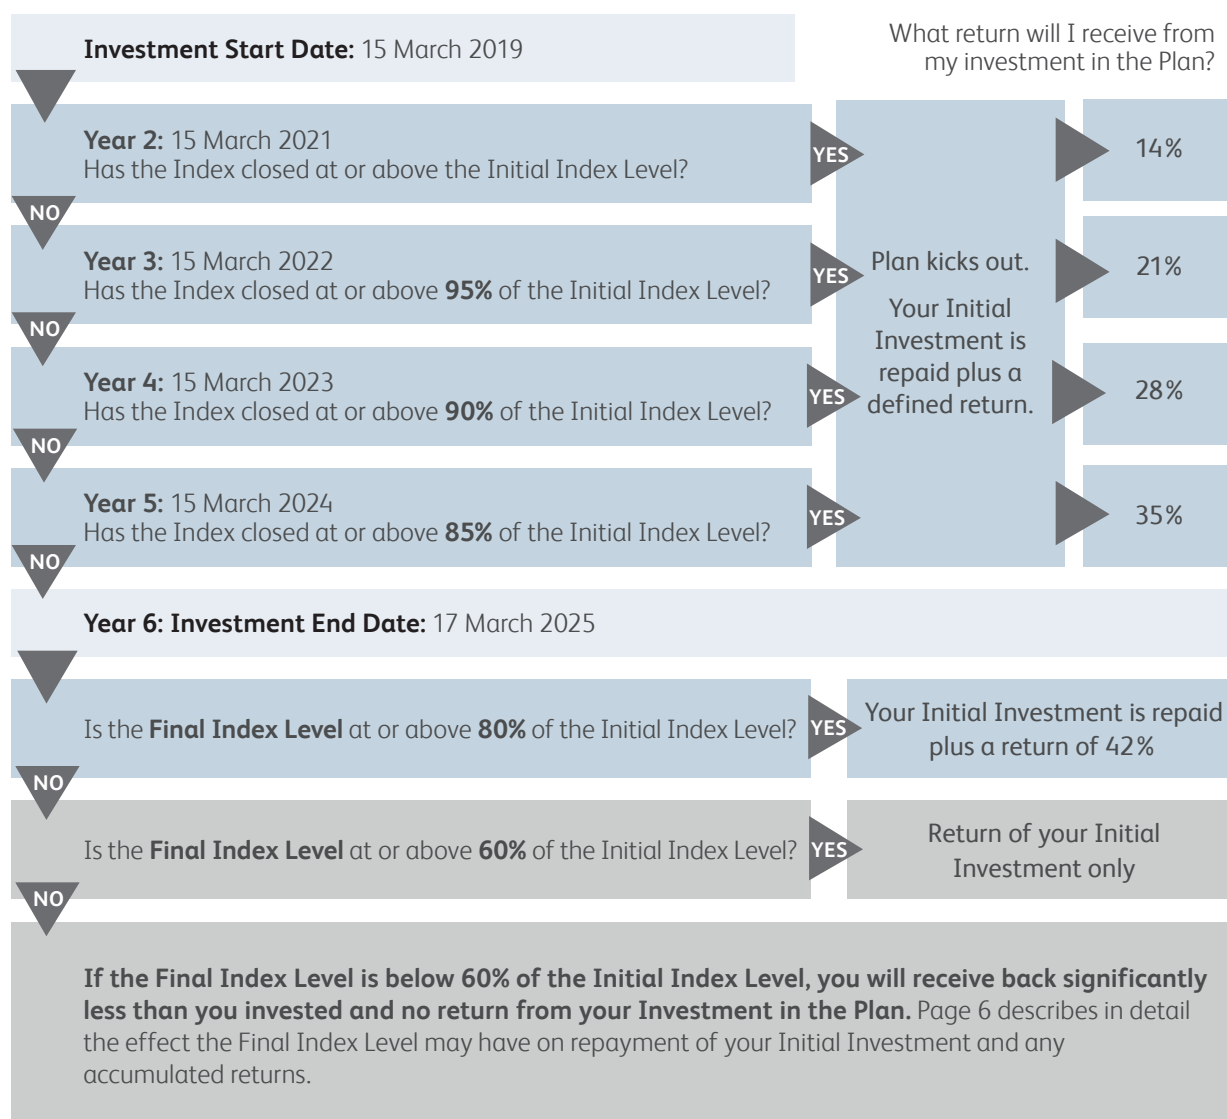 Investment Start Date: 15 March 2019
What return will I receive from
my investment in the Plan?
Year 2: 15 March 2021
Has the Index closed at or above the Initial Index Level?
YES
14%
NO
Year 3: 15 March 2022
Has the Index closed at or above 95% of the Initial Index Level?
YES
Plan kicks out.
Your Initial
Investment is
repaid plus a
defined return.
21%
NO
Year 4: 15 March 2023
Has the Index closed at or above 90% of the Initial Index Level?
YES
28%
NO
Year 5: 15 March 2024
Has the Index closed at or above 85% of the Initial Index Level?
YES
35%
NO
Year 6: Investment End Date: 17 March 2025
Is the Final Index Level at or above 80% of the Initial Index Level?
YES
Your Initial Investment is repaid
plus a return of 42%
NO
Is the Final Index Level at or above 60% of the Initial Index Level?
YES
Return of your Initial
Investment only
NO
If the Final Index Level is below 60% of the Initial Index Level, you will receive back significantly
less than you invested and no return from your Investment in the Plan. Page 6 describes in detail
the effect the Final Index Level may have on repayment of your Initial Investment and any
accumulated returns.